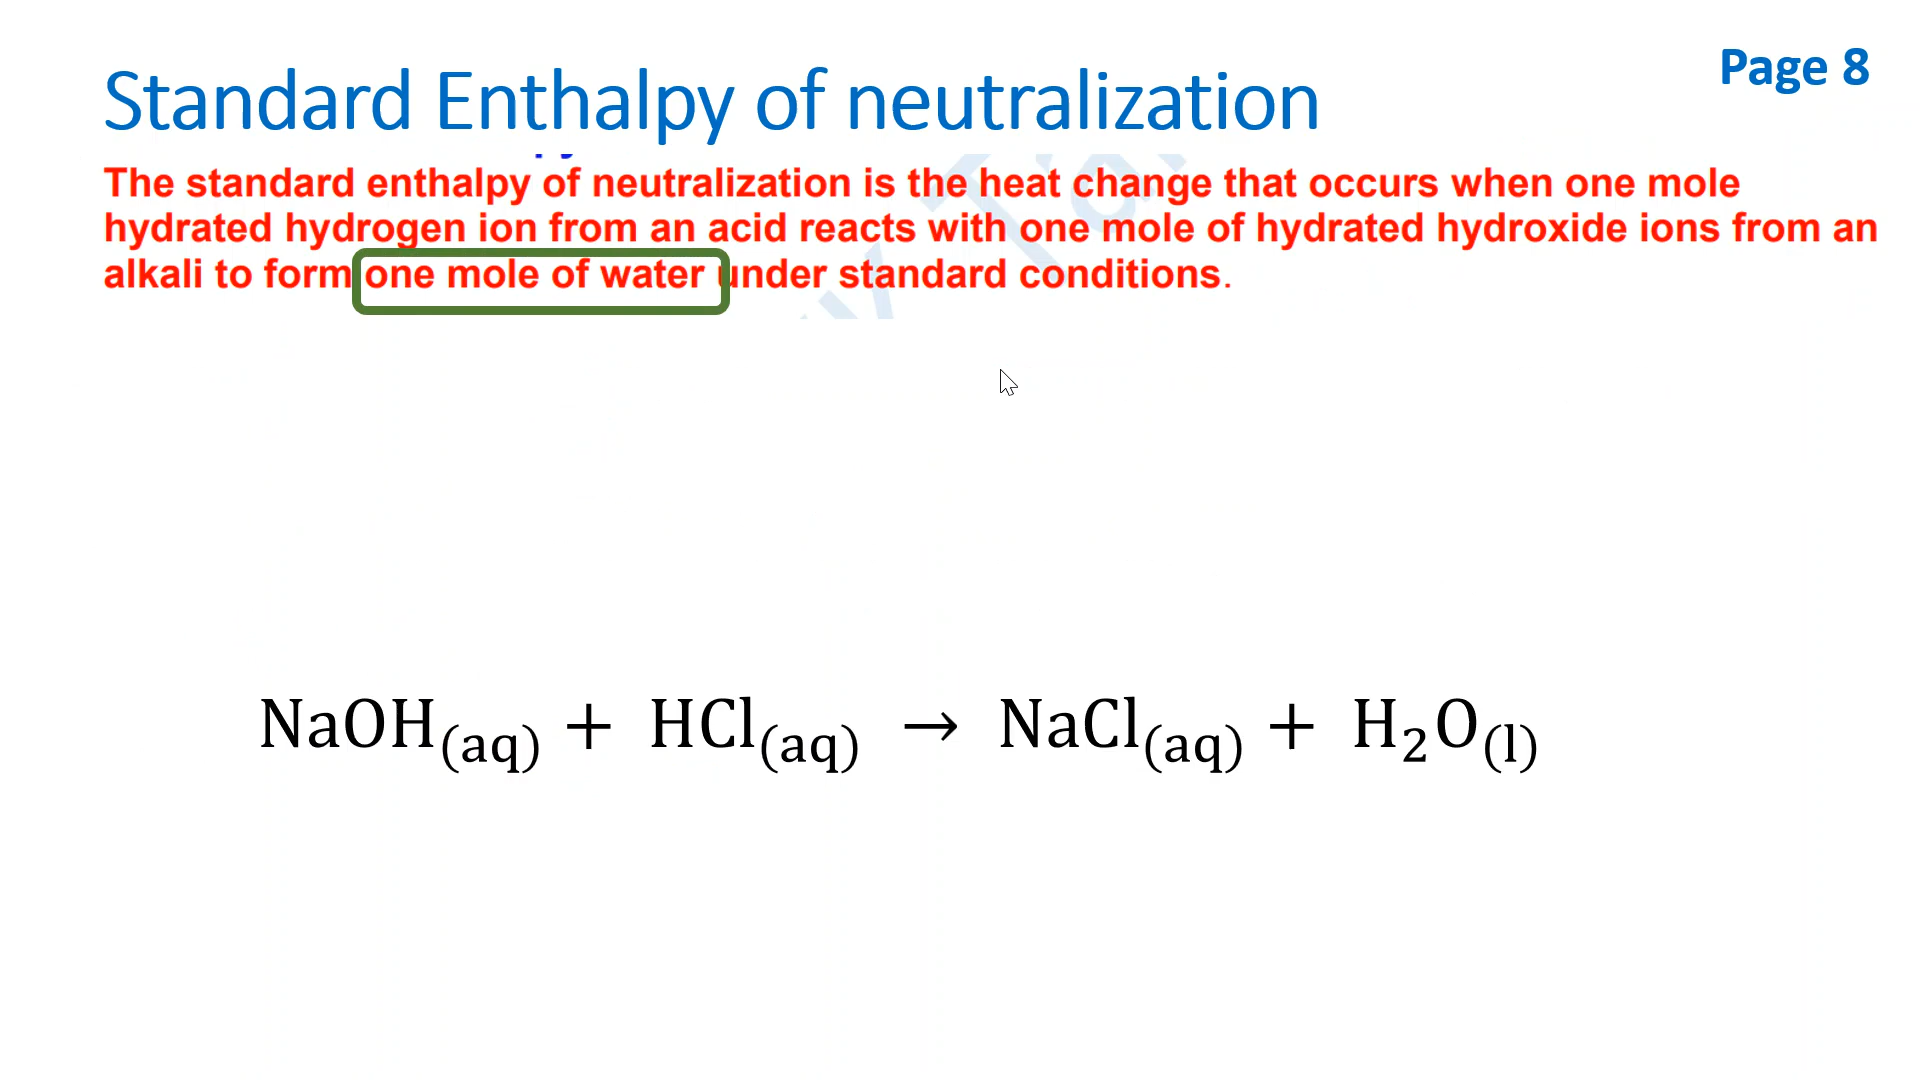 Page 8
Standard Enthalpy of neutralization
The standard enthalpy of neutralization is the heat change that occurs when one mole
hydrated hydrogen ion from an acid reacts with one mole of hydrated hydroxide ions from an
alkali to form one mole of water under standard conditions.
NaOH(aq) + HCl(aq) → NaCl(aq) + H₂O(l)